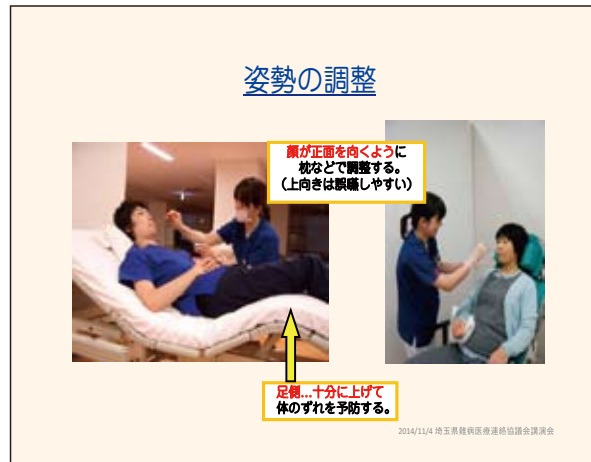 姿勢の調整
顔が正面を向くように
枕などで調整する。
（上向きは誤嚥しやすい）
足側…十分に上げて
体のずれを予防する。
2014/11/4 埼玉県難病医療連絡協議会講演会